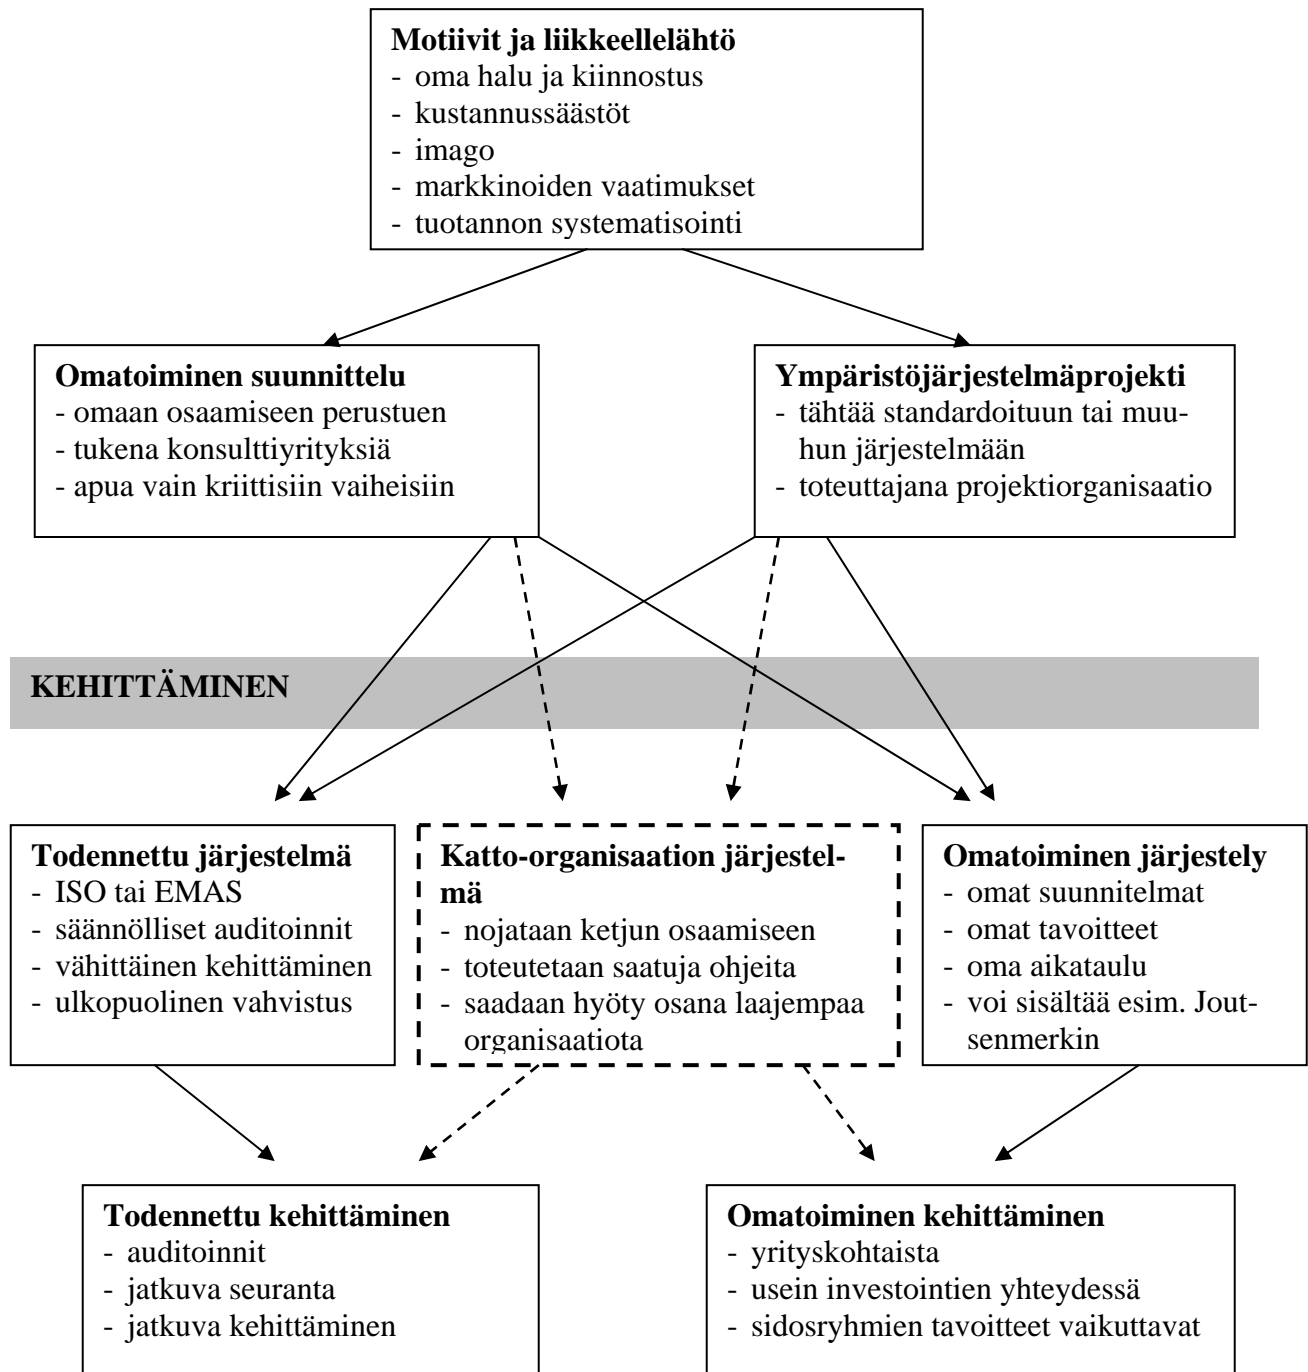 Motiivit ja liikkeellelähtö
- oma halu ja kiinnostus
- kustannussäästöt
- imago
- markkinoiden vaatimukset
- tuotannon systematisointi
Omatoiminen suunnittelu
- omaan osaamiseen perustuen
- tukena konsulttiyrityksiä
- apua vain kriittisiin vaiheisiin
Ympäristöjärjestelmäprojekti
- tähtää standardoituun tai muu-
hun järjestelmään
- toteuttajana projektiorganisaatio
KEHITTÄMINEN
Todennettu järjestelmä
- ISO tai EMAS
- säännölliset auditoinnit
- vähittäinen kehittäminen
- ulkopuolinen vahvistus
Katto-organisaation järjestel-
mä
- nojataan ketjun osaamiseen
- toteutetaan saatuja ohjeita
- saadaan hyöty osana laajempaa
organisaatiota
Omatoiminen järjestely
- omat suunnitelmat
- omat tavoitteet
- oma aikataulu
- voi sisältää esim. Jout-
senmerkin
Todennettu kehittäminen
- auditoinnit
- jatkuva seuranta
- jatkuva kehittäminen
Omatoiminen kehittäminen
- yrityskohtaista
- usein investointien yhteydessä
- sidosryhmien tavoitteet vaikuttavat